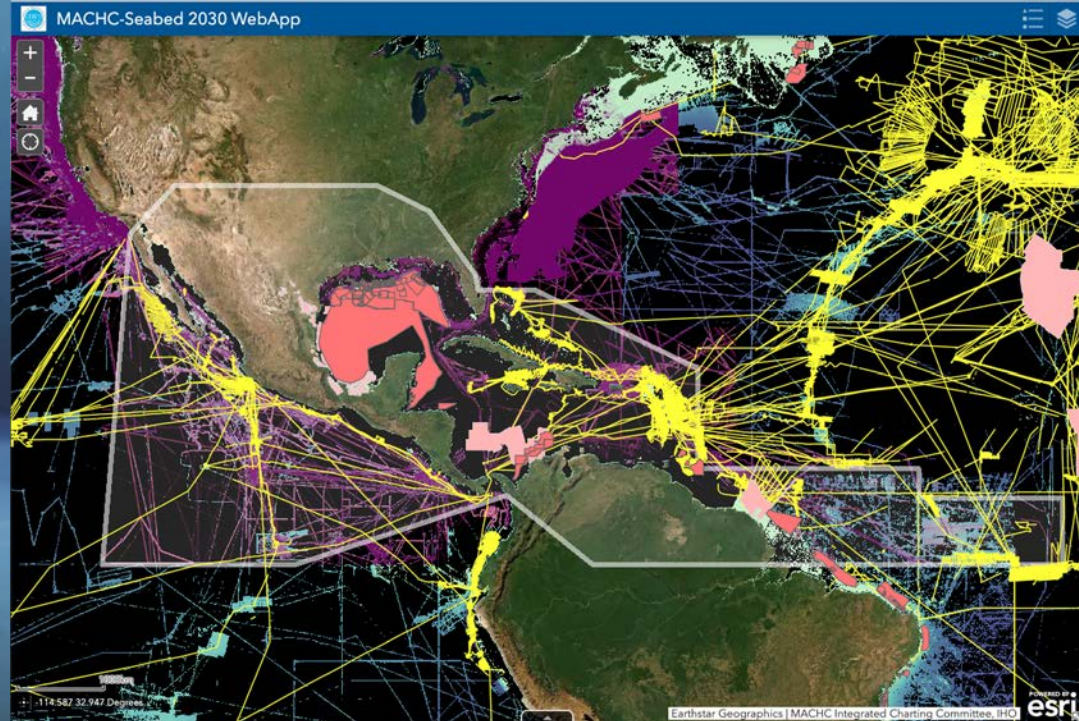 MACHC-Seabed 2030 WebApp
+
−
1000km
-114.587 32.947 Degrees
Earthstar Geographics | MACHC Integrated Charting Committee, IHO
POWERED BY
esri